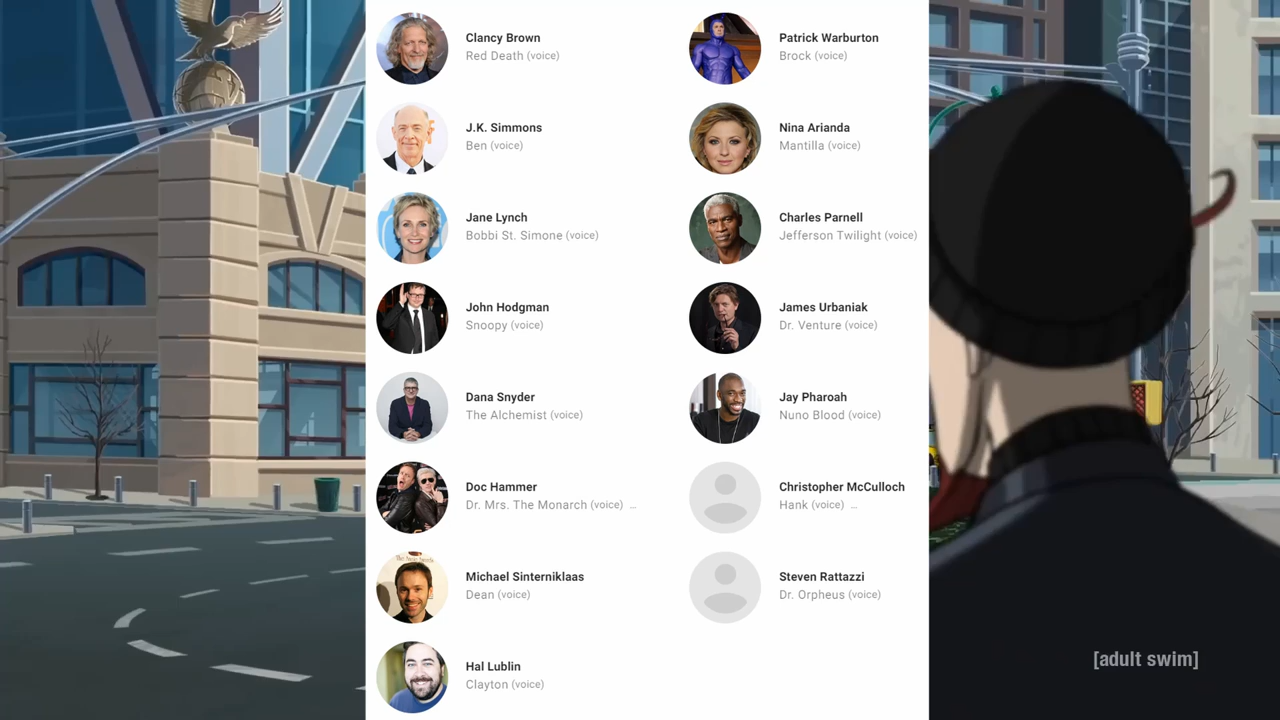 Clancy Brown
Red Death (voice)
Patrick Warburton
Brock (voice)
J.K. Simmons
Ben (voice)
Nina Arianda
Mantilla (voice)
Jane Lynch
Bobbi St. Simone (voice)
Charles Parnell
Jefferson Twilight (voice)
John Hodgman
Snoopy (voice)
James Urbaniak
Dr. Venture (voice)
Dana Snyder
The Alchemist (voice)
Jay Pharoah
Nuno Blood (voice)
Doc Hammer
Dr. Mrs. The Monarch (voice) ...
Christopher McCulloch
Hank (voice) ...
Michael Sinterniklaas
Dean (voice)
Steven Rattazzi
Dr. Orpheus (voice)
Hal Lublin
Clayton (voice)
[adult swim]